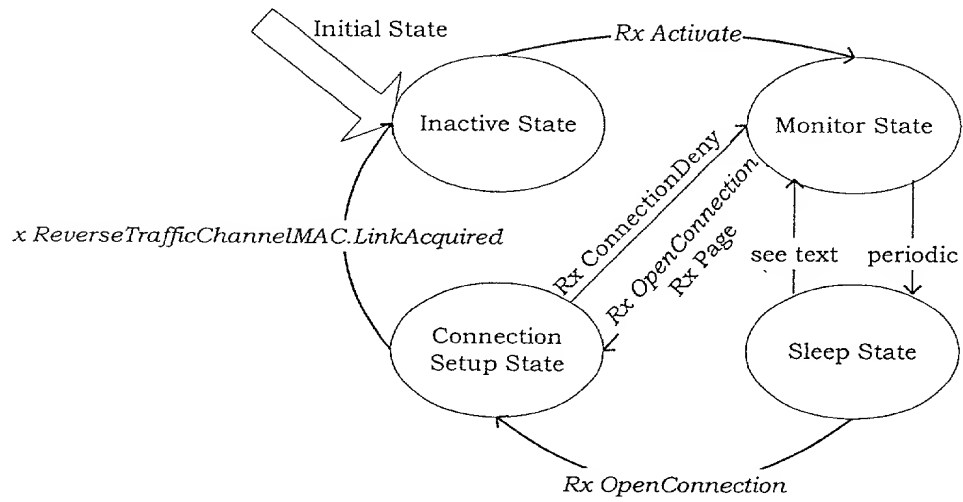 Initial State
Rx Activate
Inactive State
Monitor State
Rx ConnectionDeny
Rx OpenConnection
Rx Page
x ReverseTrafficChannelMAC.LinkAcquired
see text
periodic
Connection
Setup State
Sleep State
Rx OpenConnection